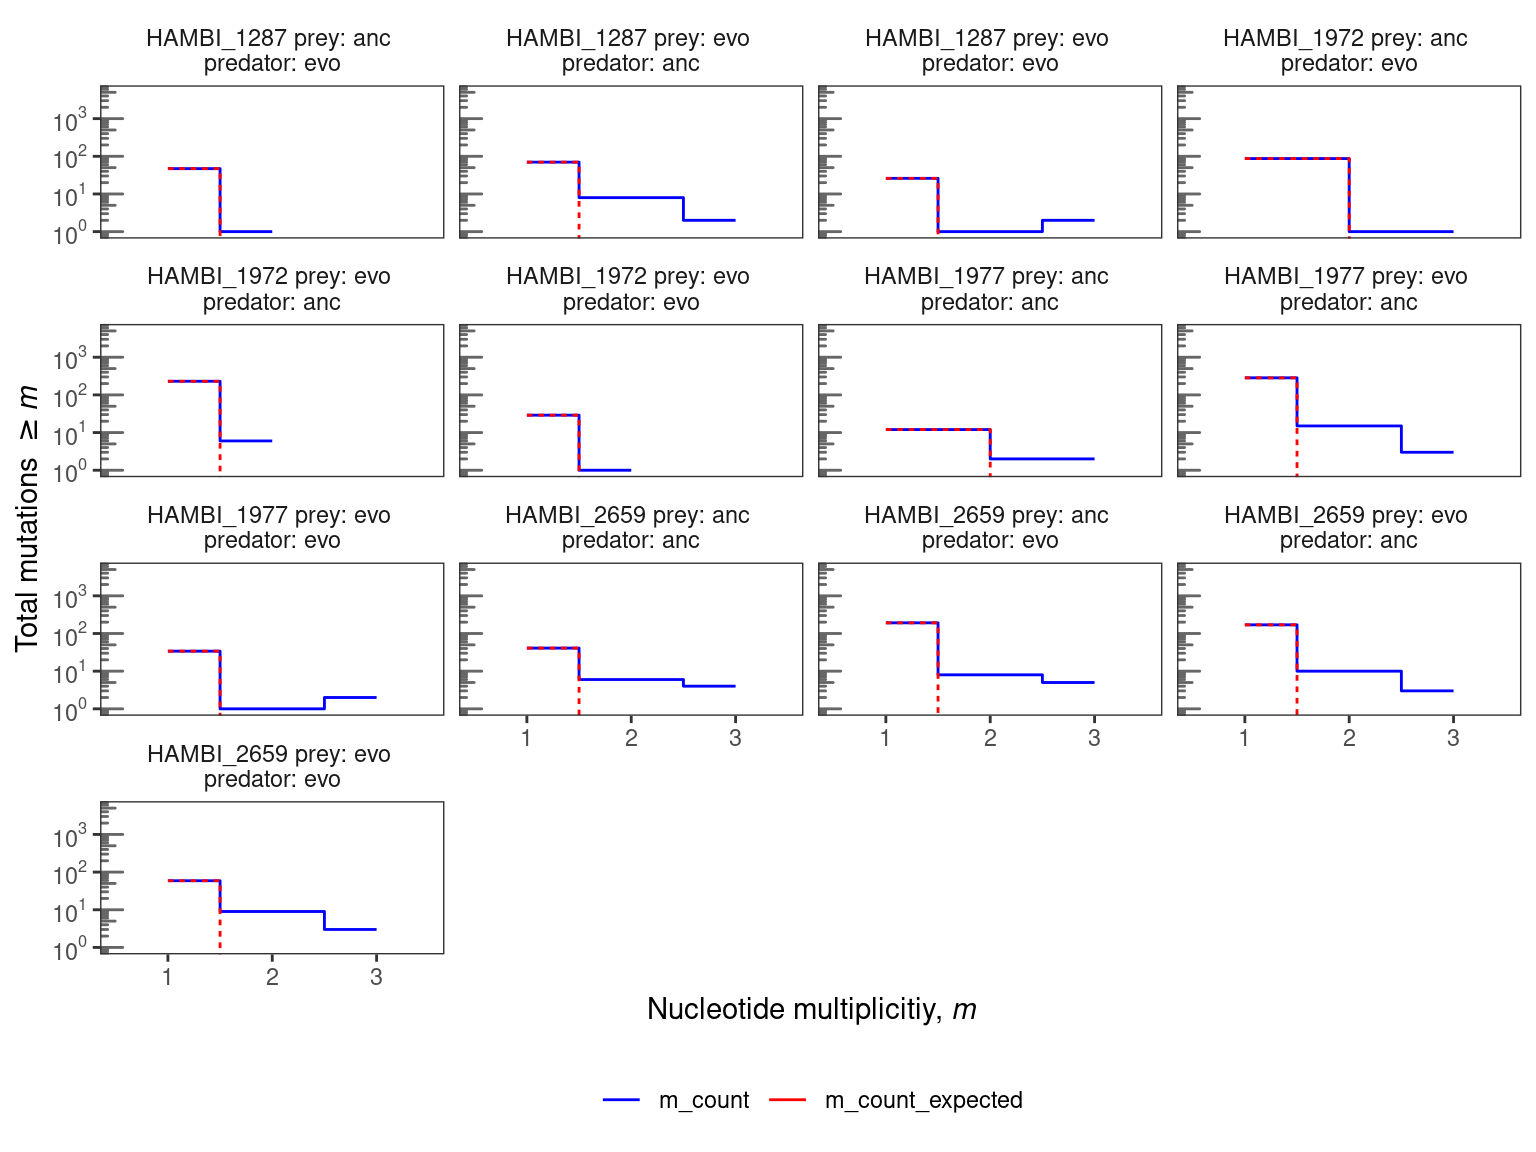 HAMBI_1287 prey: anc
predator: evo
HAMBI_1287 prey: evo
predator: anc
HAMBI_1287 prey: evo
predator: evo
HAMBI_1972 prey: anc
predator: evo
10³
10²
10¹
10⁰
HAMBI_1972 prey: evo
predator: anc
HAMBI_1972 prey: evo
predator: evo
HAMBI_1977 prey: anc
predator: anc
HAMBI_1977 prey: evo
predator: anc
10³
10²
10¹
10⁰
Total mutations ≥ m
HAMBI_1977 prey: evo
predator: evo
HAMBI_2659 prey: anc
predator: anc
HAMBI_2659 prey: anc
predator: evo
HAMBI_2659 prey: evo
predator: anc
10³
10²
10¹
10⁰
1 2 3
1 2 3
1 2 3
HAMBI_2659 prey: evo
predator: evo
10³
10²
10¹
10⁰
1 2 3
Nucleotide multiplicitiy, m
m_count m_count_expected